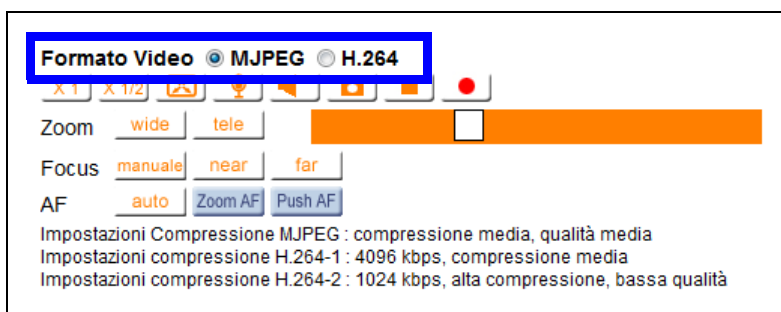 Formato Video MJPEG H.264
X 1 X 1/2
Zoom wide tele
Focus manuale near far
AF auto Zoom AF Push AF
Impostazioni Compressione MJPEG : compressione media, qualità media
Impostazioni compressione H.264-1 : 4096 kbps, compressione media
Impostazioni compressione H.264-2 : 1024 kbps, alta compressione, bassa qualità